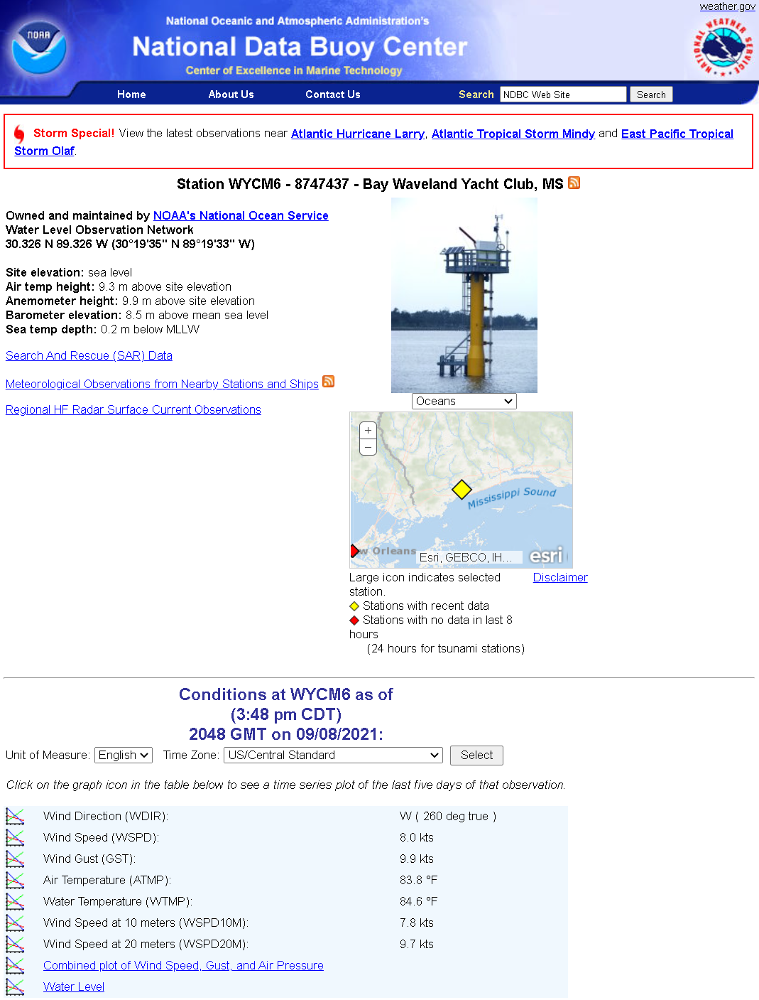 weather.gov
National Oceanic and Atmospheric Administration's
National Data Buoy Center
Center of Excellence in Marine Technology
NOAA
NATIONAL WEATHER SERVICE
Home About Us Contact Us Search NDBC Web Site Search
Storm Special! View the latest observations near Atlantic Hurricane Larry, Atlantic Tropical Storm Mindy and East Pacific Tropical
Storm Olaf.
Station WYCM6 - 8747437 - Bay Waveland Yacht Club, MS
Owned and maintained by NOAA's National Ocean Service
Water Level Observation Network
30.326 N 89.326 W (30°19'35" N 89°19'33" W)
Site elevation: sea level
Air temp height: 9.3 m above site elevation
Anemometer height: 9.9 m above site elevation
Barometer elevation: 8.5 m above mean sea level
Sea temp depth: 0.2 m below MLLW
Search And Rescue (SAR) Data
Meteorological Observations from Nearby Stations and Ships
Regional HF Radar Surface Current Observations
Oceans
+
−
Mississippi Sound
w Orleans
Esri, GEBCO, IH...
esri
Large icon indicates selected
station.
Disclaimer
Stations with recent data
Stations with no data in last 8
hours
(24 hours for tsunami stations)
Conditions at WYCM6 as of
(3:48 pm CDT)
2048 GMT on 09/08/2021:
Unit of Measure: English Time Zone: US/Central Standard Select
Click on the graph icon in the table below to see a time series plot of the last five days of that observation.
Wind Direction (WDIR): W ( 260 deg true )
Wind Speed (WSPD): 8.0 kts
Wind Gust (GST): 9.9 kts
Air Temperature (ATMP): 83.8 °F
Water Temperature (WTMP): 84.6 °F
Wind Speed at 10 meters (WSPD10M): 7.8 kts
Wind Speed at 20 meters (WSPD20M): 9.7 kts
Combined plot of Wind Speed, Gust, and Air Pressure
Water Level